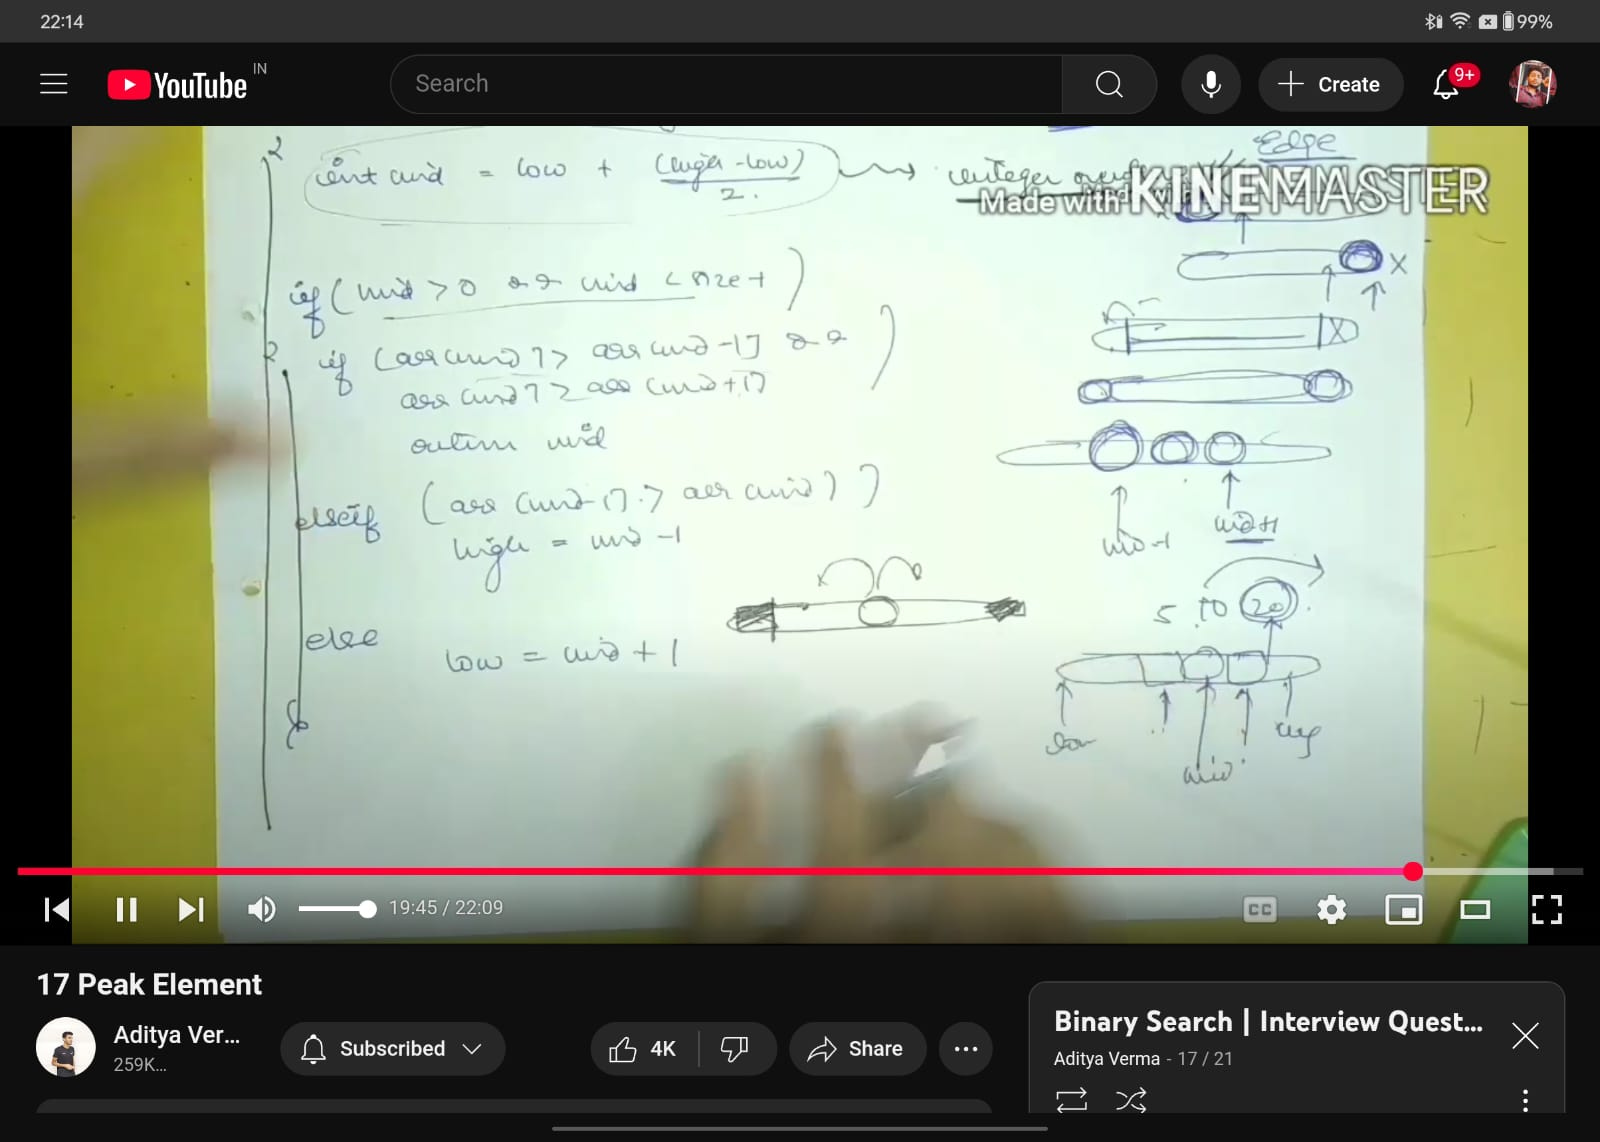 22:14
99%
YouTube IN
Search
Create
9+
int mid = low + (high - low) / 2.
integer
Edge
Made with KINEMASTER
if (mid > 0 && mid < size - 1)
if (arr[mid] > arr[mid - 1] &&
arr[mid] > arr[mid + 1])
return mid
else if (arr[mid - 1] > arr[mid])
high = mid - 1
mid-1
mid+1
5 10 20
else
low = mid + 1
low
mid
19:45 / 22:09
CC
17 Peak Element
Aditya Ver...
259K...
Subscribed
4K
Share
Binary Search | Interview Quest...
Aditya Verma - 17 / 21